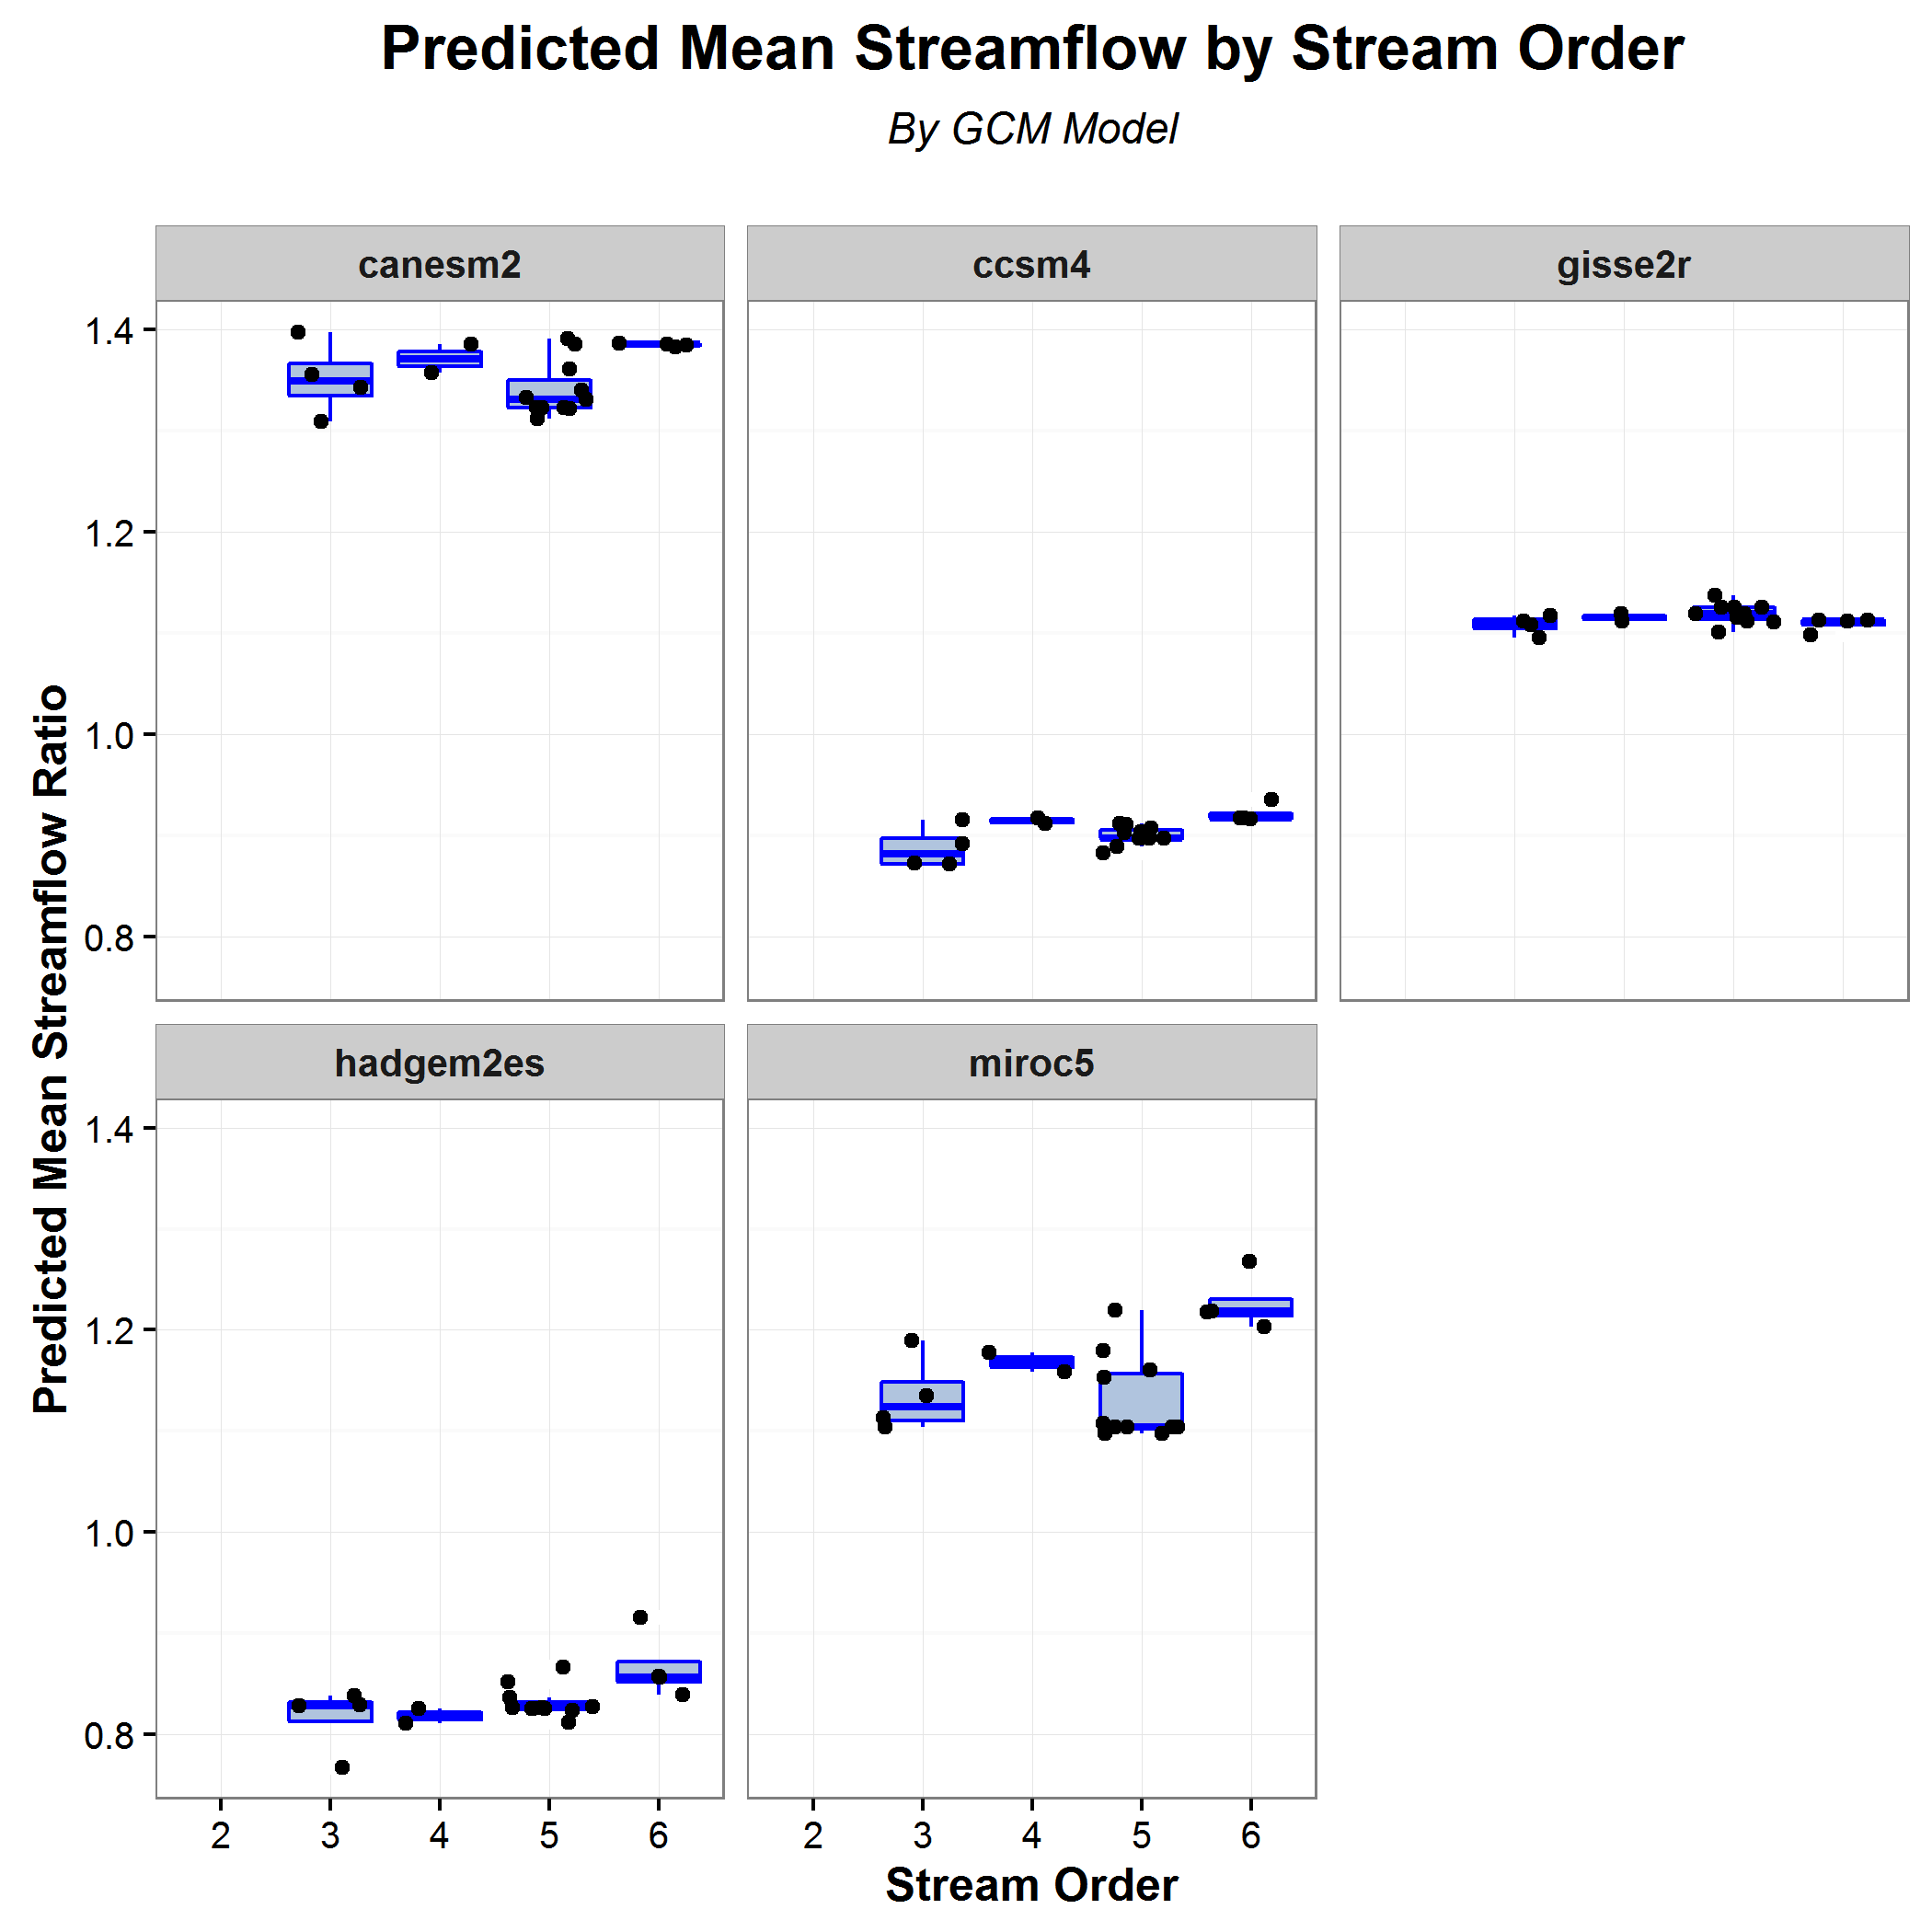 Predicted Mean Streamflow by Stream Order
By GCM Model
canesm2
ccsm4
gisse2r
1.4
1.2
1.0
0.8
Predicted Mean Streamflow Ratio
hadgem2es
miroc5
1.4
1.2
1.0
0.8
2 3 4 5 6
2 3 4 5 6
Stream Order